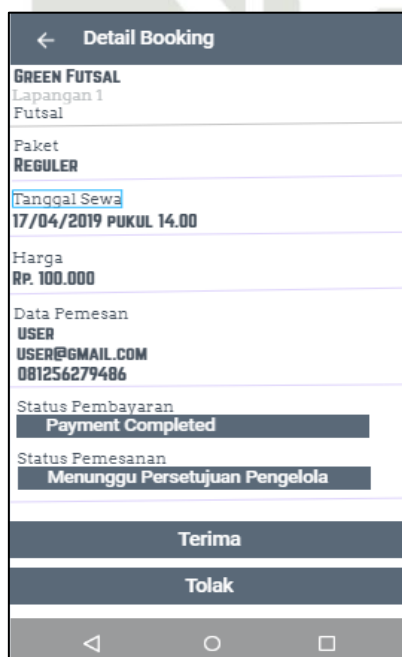 Detail Booking
GREEN FUTSAL
Lapangan 1
Futsal
Paket
REGULER
Tanggal Sewa
17/04/2019 PUKUL 14.00
Harga
RP. 100.000
Data Pemesan
USER
USER@GMAIL.COM
081256279486
Status Pembayaran
Payment Completed
Status Pemesanan
Menunggu Persetujuan Pengelola
Terima
Tolak